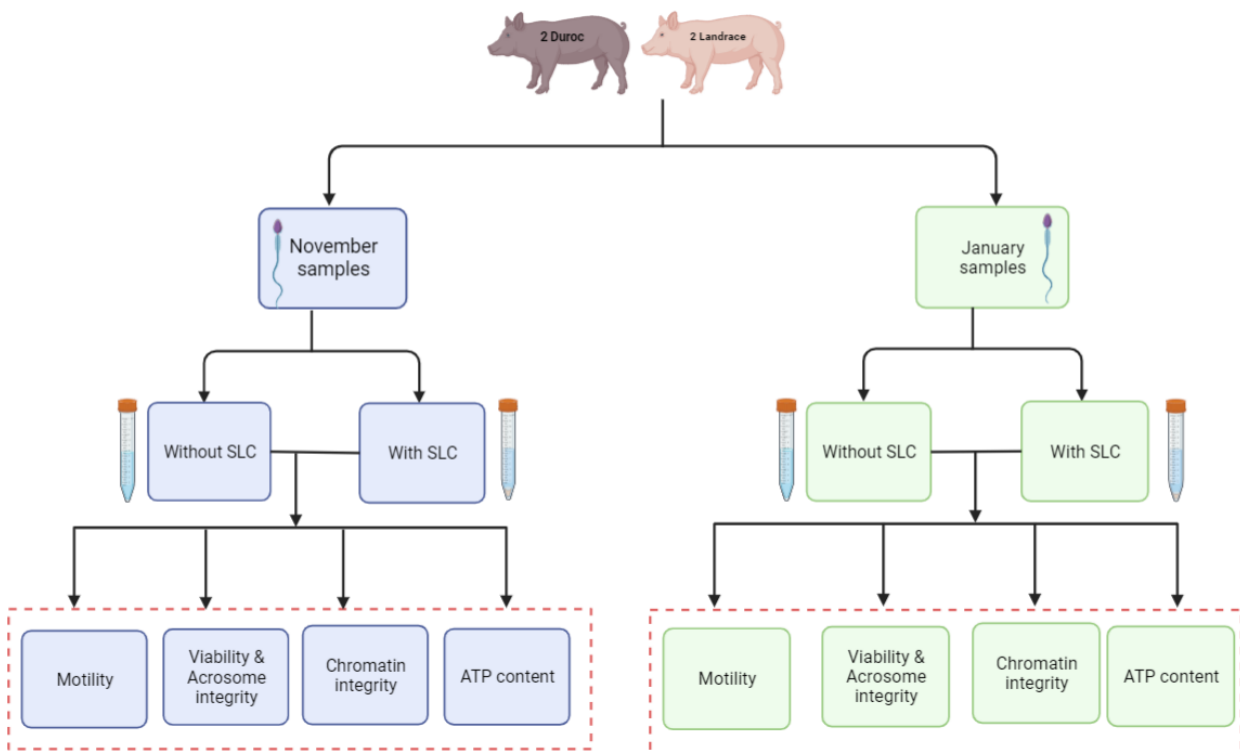 2 Duroc
2 Landrace
November
samples
January
samples
Without SLC
With SLC
Without SLC
With SLC
Motility
Viability &
Acrosome
integrity
Chromatin
integrity
ATP content
Motility
Viability &
Acrosome
integrity
Chromatin
integrity
ATP content